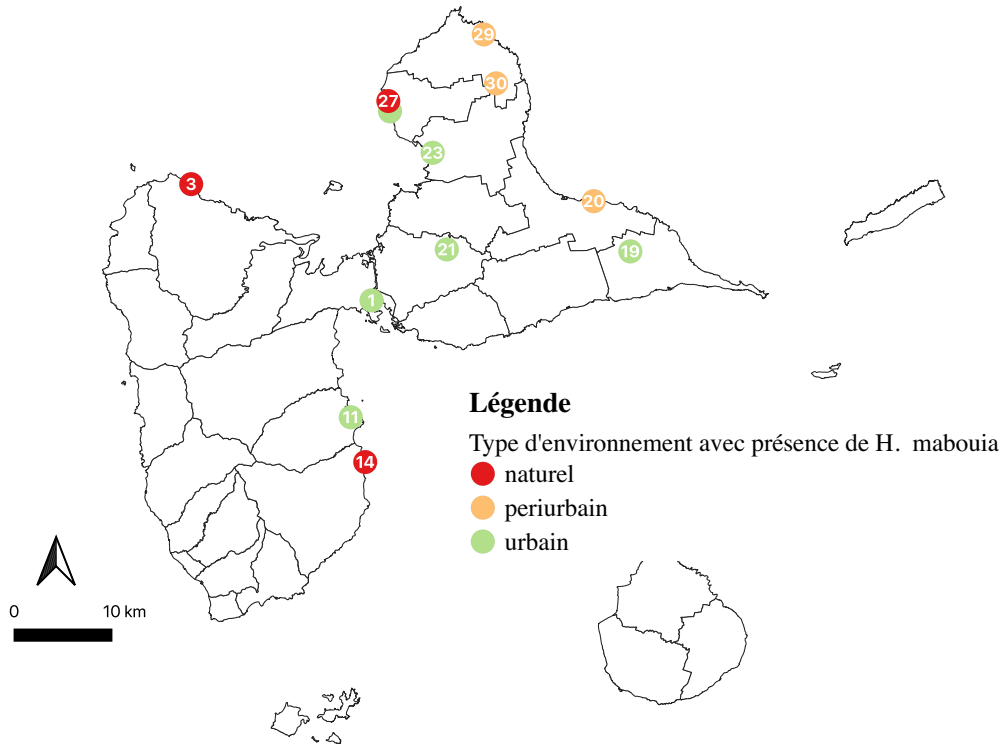 29
30
27
23
3
20
21
19
1
11
14
Légende
Type d'environnement avec présence de H. mabouia
naturel
periurbain
urbain
0 10 km